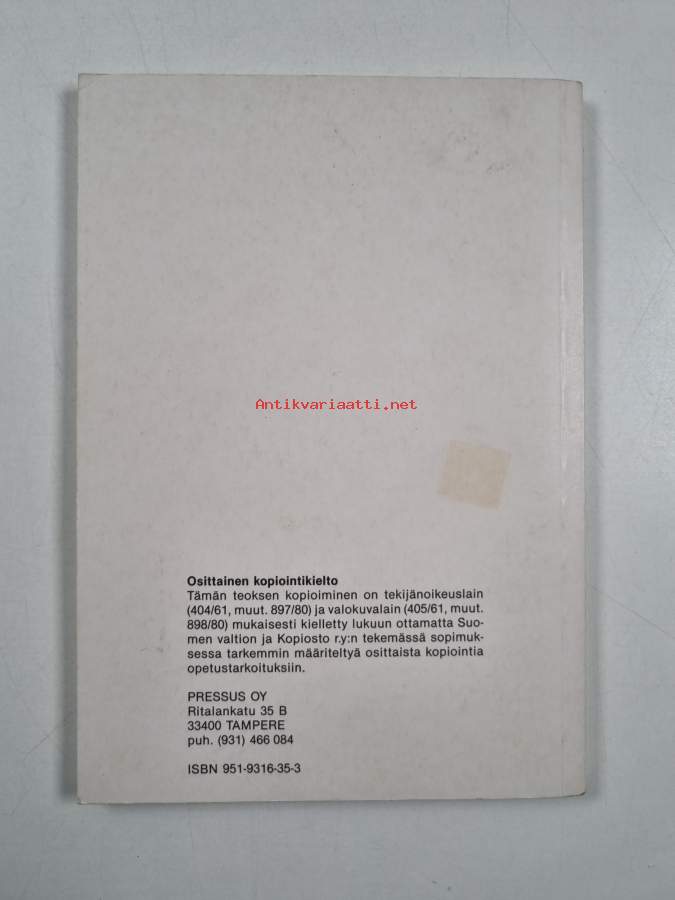 Antikvariaatti.net
Osittainen kopiointikielto
Tämän teoksen kopioiminen on tekijänoikeuslain
(404/61, muut. 897/80) ja valokuvalain (405/61, muut.
898/80) mukaisesti kielletty lukuun ottamatta Suo-
men valtion ja Kopiosto r.y:n tekemässä sopimuk-
sessa tarkemmin määriteltyä osittaista kopiointia
opetustarkoituksiin.
PRESSUS OY
Ritalankatu 35 B
33400 TAMPERE
puh. (931) 466 084
ISBN 951-9316-35-3